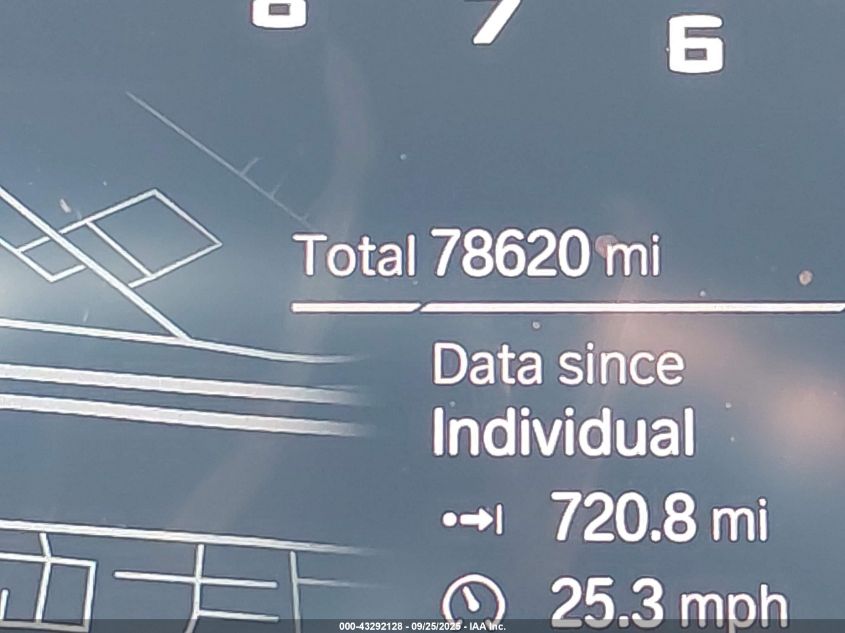 8 7 6
Total 78620 mi
Data since
Individual
720.8 mi
25.3 mph
000-43292128 - 09/25/2025 - IAA Inc.